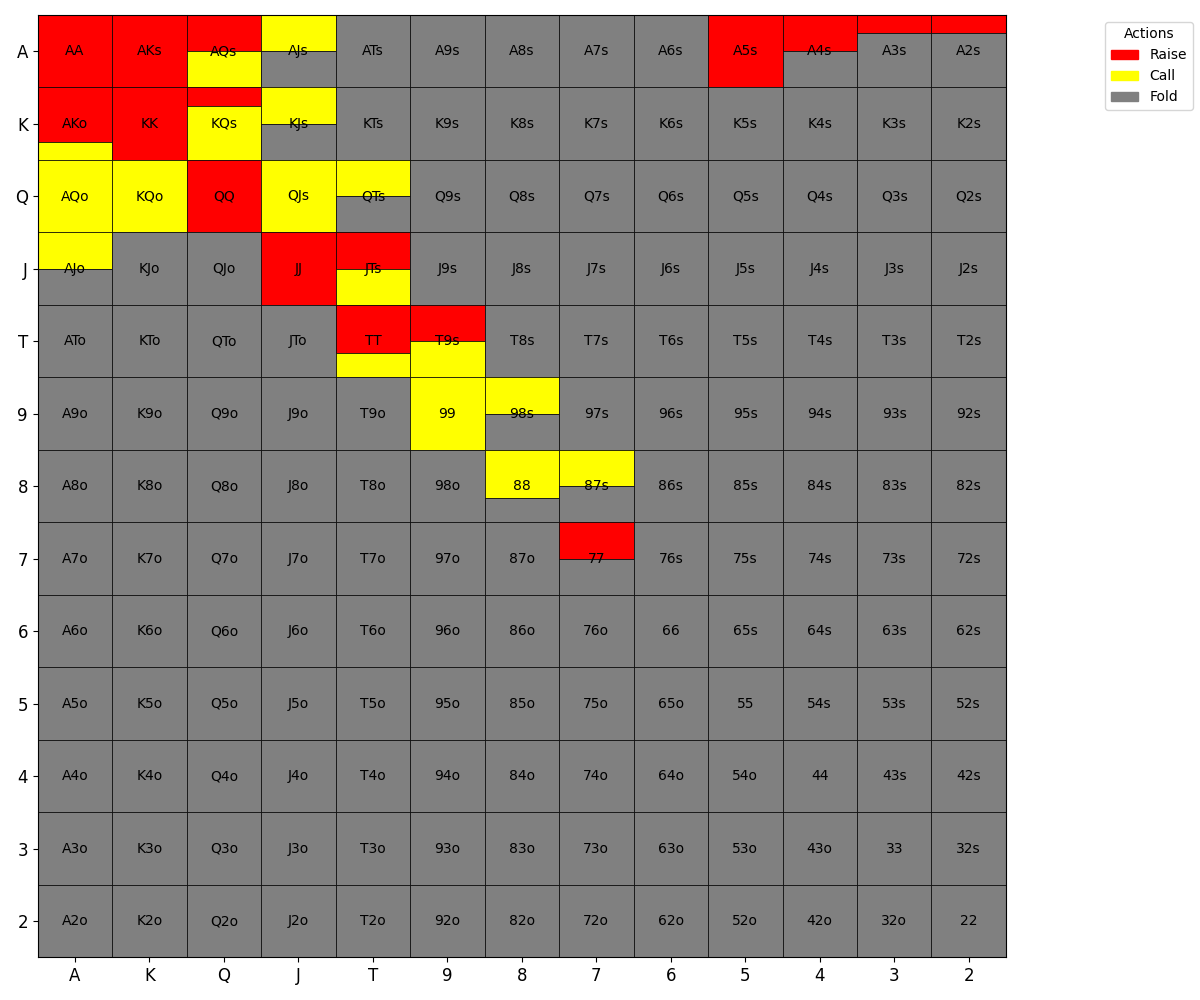 Actions
Raise
Call
Fold
A AA AKs AQs AJs ATs A9s A8s A7s A6s A5s A4s A3s A2s
K AKo KK KQs KJs KTs K9s K8s K7s K6s K5s K4s K3s K2s
Q AQo KQo QQ QJs QTs Q9s Q8s Q7s Q6s Q5s Q4s Q3s Q2s
J AJo KJo QJo JJ JTs J9s J8s J7s J6s J5s J4s J3s J2s
T ATo KTo QTo JTo TT T9s T8s T7s T6s T5s T4s T3s T2s
9 A9o K9o Q9o J9o T9o 99 98s 97s 96s 95s 94s 93s 92s
8 A8o K8o Q8o J8o T8o 98o 88 87s 86s 85s 84s 83s 82s
7 A7o K7o Q7o J7o T7o 97o 87o 77 76s 75s 74s 73s 72s
6 A6o K6o Q6o J6o T6o 96o 86o 76o 66 65s 64s 63s 62s
5 A5o K5o Q5o J5o T5o 95o 85o 75o 65o 55 54s 53s 52s
4 A4o K4o Q4o J4o T4o 94o 84o 74o 64o 54o 44 43s 42s
3 A3o K3o Q3o J3o T3o 93o 83o 73o 63o 53o 43o 33 32s
2 A2o K2o Q2o J2o T2o 92o 82o 72o 62o 52o 42o 32o 22
A K Q J T 9 8 7 6 5 4 3 2